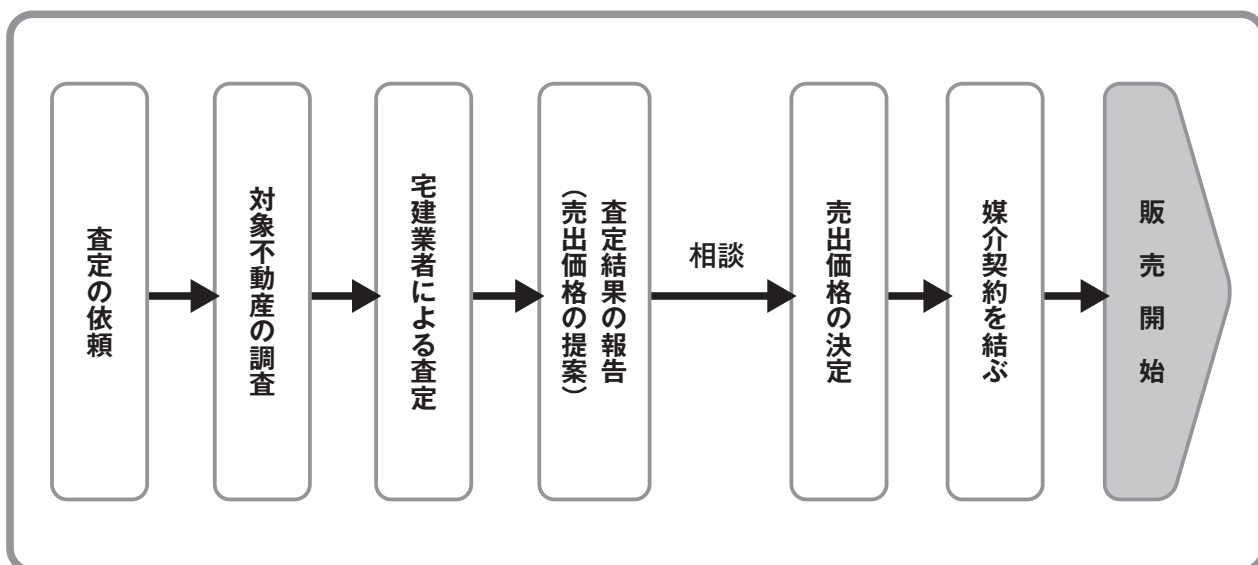 査定の依頼
対象不動産の調査
宅建業者による査定
査定結果の報告
(売出価格の提案)
相談
売出価格の決定
媒介契約を結ぶ
販売開始